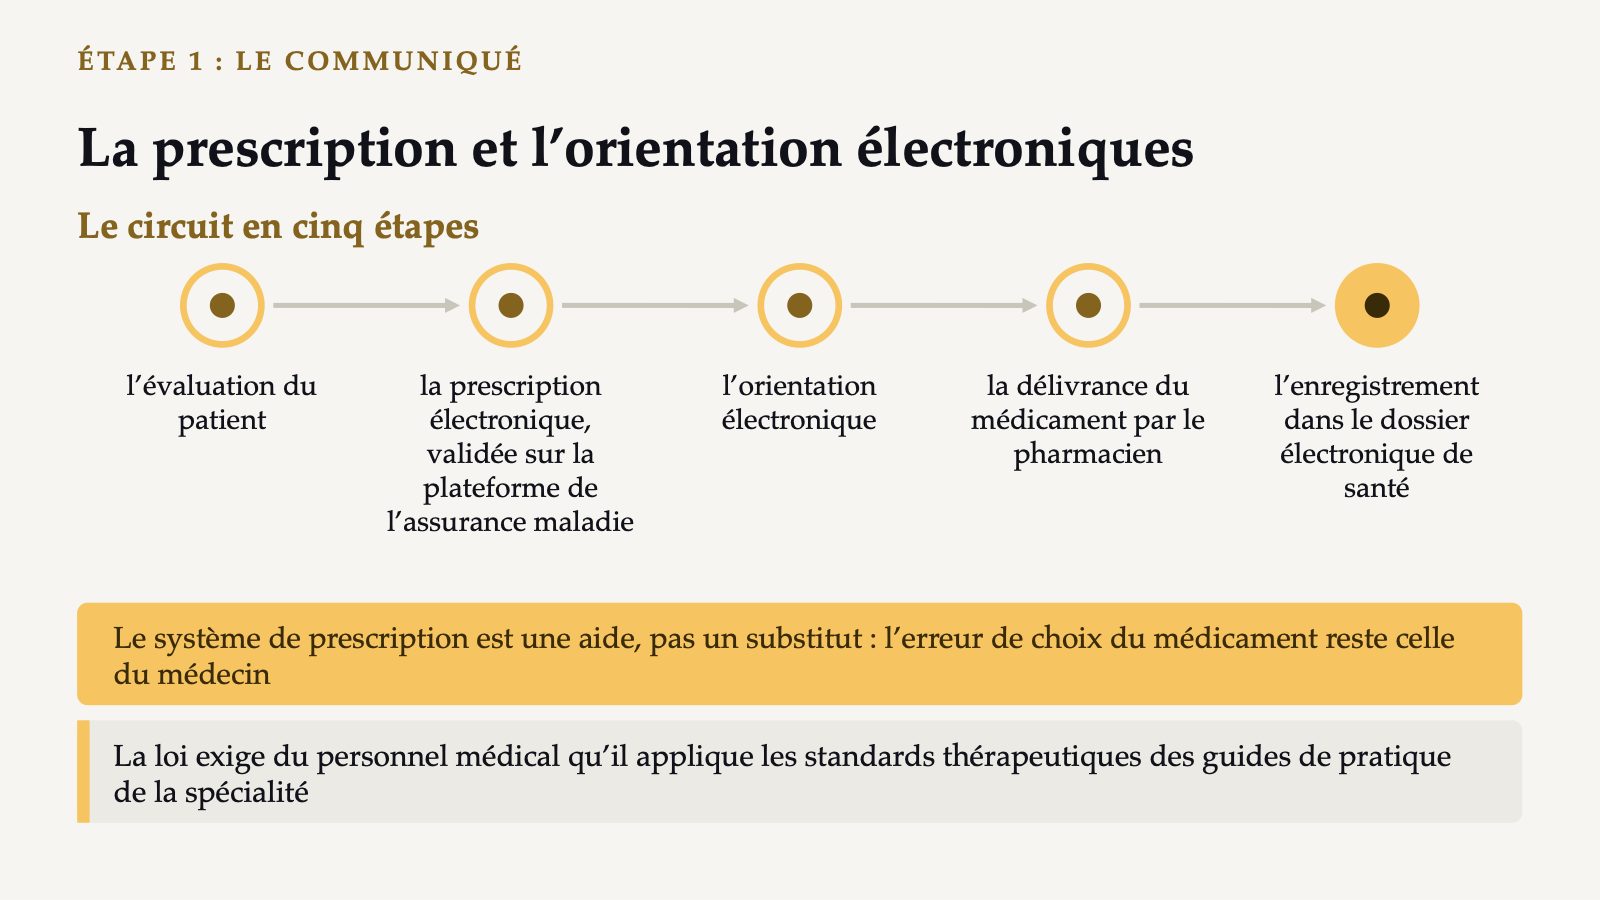 ÉTAPE 1 : LE COMMUNIQUÉ
La prescription et l’orientation électroniques
Le circuit en cinq étapes
l’évaluation du
patient
la prescription
électronique,
validée sur la
plateforme de
l’assurance maladie
l’orientation
électronique
la délivrance du
médicament par le
pharmacien
l’enregistrement
dans le dossier
électronique de
santé
Le système de prescription est une aide, pas un substitut : l’erreur de choix du médicament reste celle
du médecin
La loi exige du personnel médical qu’il applique les standards thérapeutiques des guides de pratique
de la spécialité